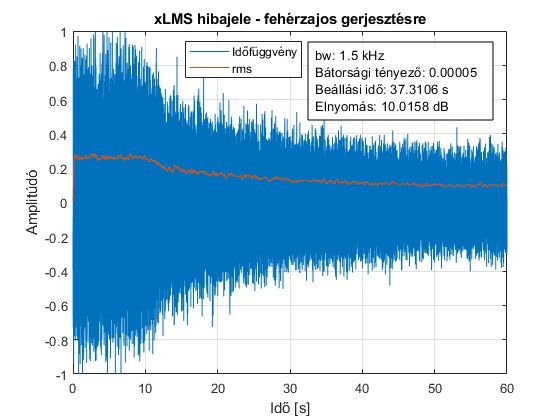 xLMS hibajele - fehérzajos gerjesztésre
Időfüggvény
rms
bw: 1.5 kHz
Bátorsági tényező: 0.00005
Beállási idő: 37.3106 s
Elnyomás: 10.0158 dB
Amplitúdó
1
0.8
0.6
0.4
0.2
0
-0.2
-0.4
-0.6
-0.8
-1
0 10 20 30 40 50 60
Idő [s]